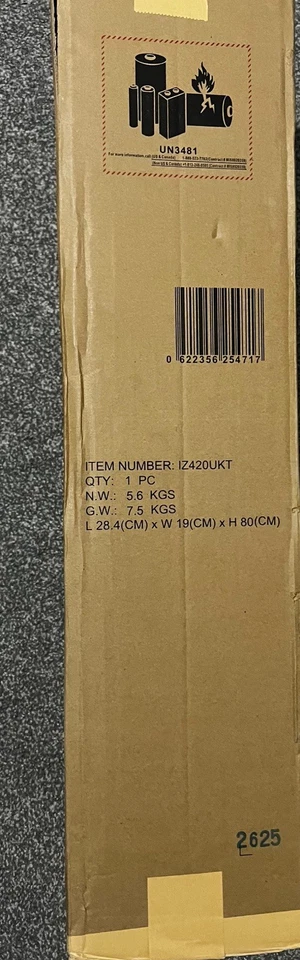 UN3481
For more information, call (US & Canada)
0 622356 254717
ITEM NUMBER: IZ420UKT
QTY: 1 PC
N.W.: 5.6 KGS
G.W.: 7.5 KGS
L 28.4(CM) x W 19(CM) x H 80(CM)
2625